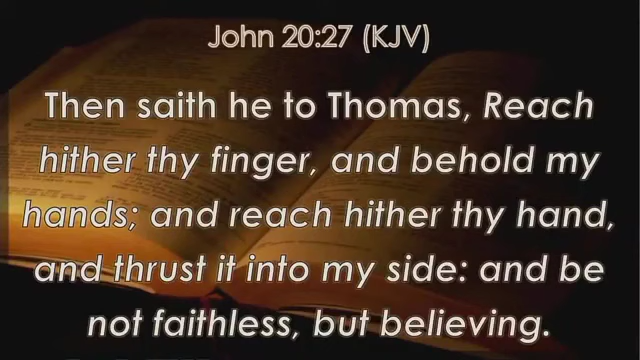 John 20:27 (KJV)
Then saith he to Thomas, Reach
hither thy finger, and behold my
hands; and reach hither thy hand,
and thrust it into my side: and be
not faithless, but believing.